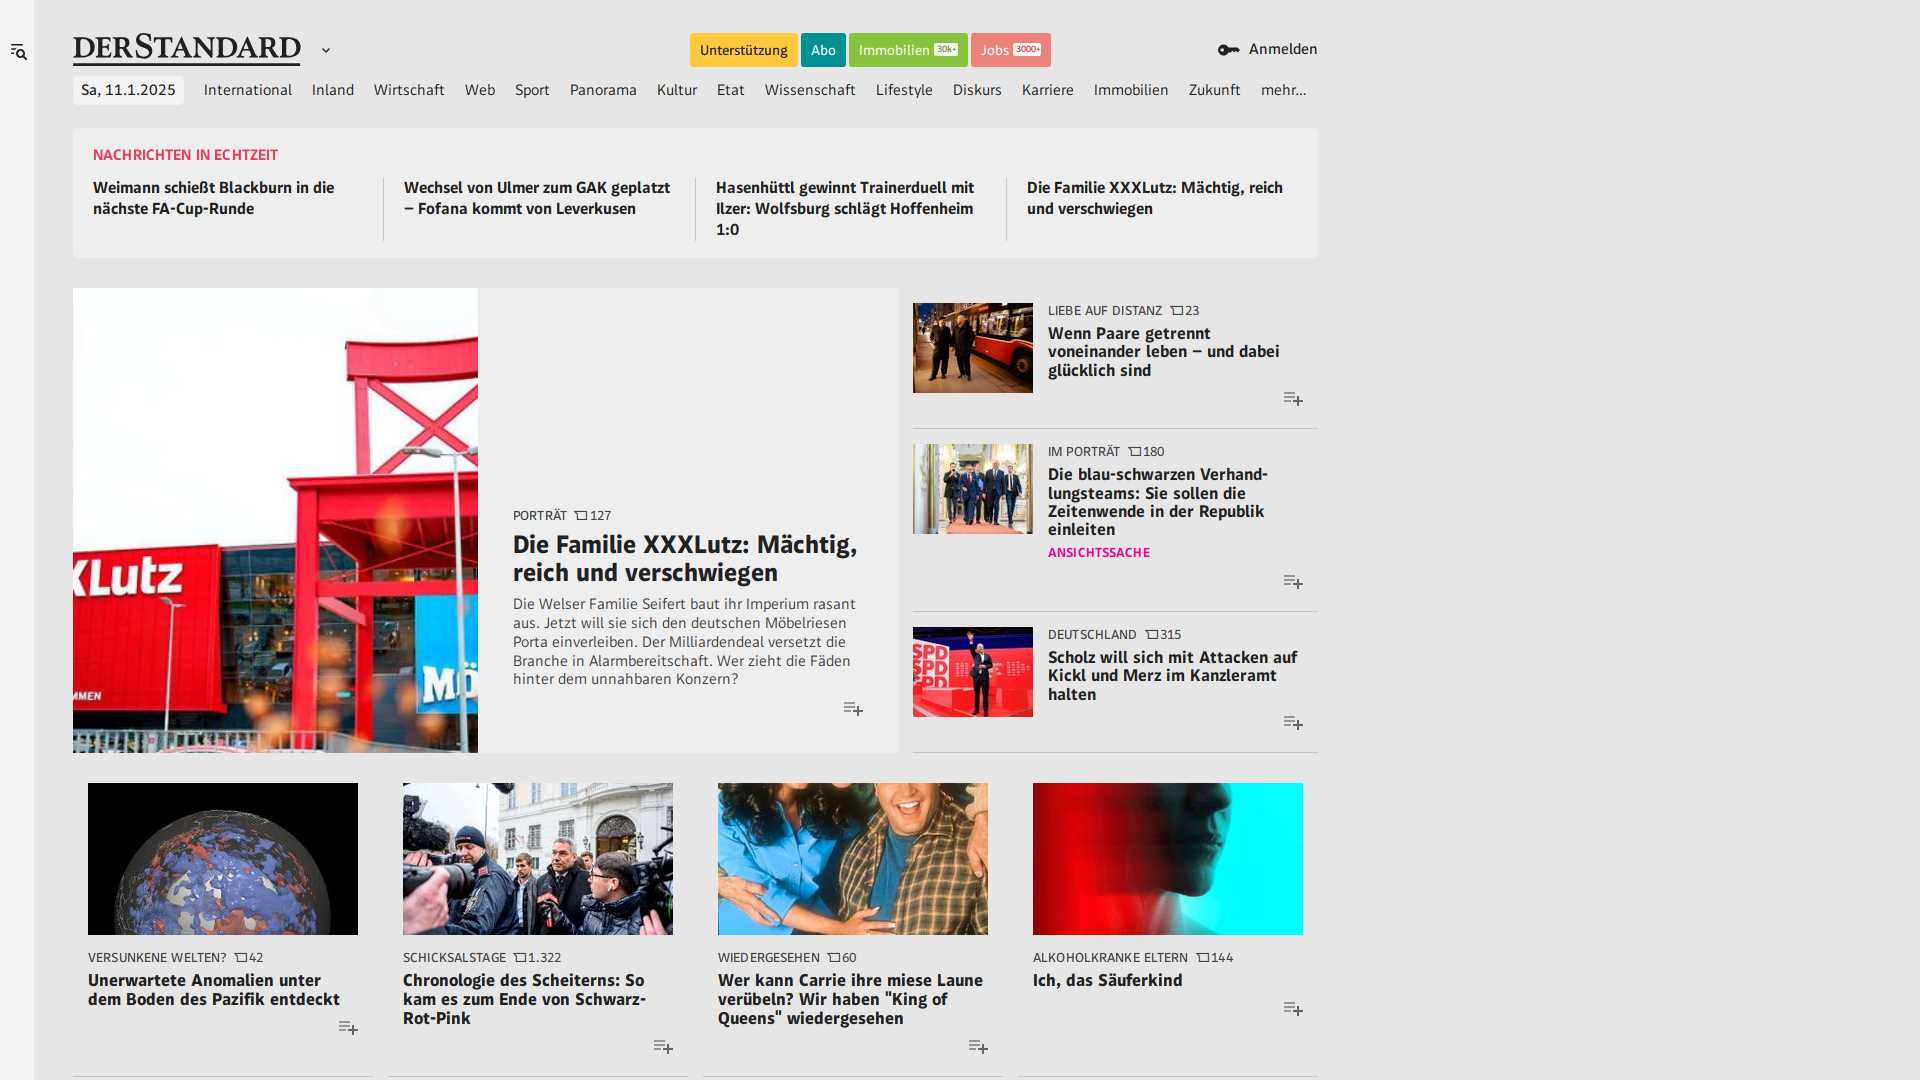 DERSTANDARD
Unterstützung
Abo
Immobilien 30k+
Jobs 3000+
Anmelden
Sa, 11.1.2025
International
Inland
Wirtschaft
Web
Sport
Panorama
Kultur
Etat
Wissenschaft
Lifestyle
Diskurs
Karriere
Immobilien
Zukunft
mehr...
NACHRICHTEN IN ECHTZEIT
Weimann schießt Blackburn in die
nächste FA-Cup-Runde
Wechsel von Ulmer zum GAK geplatzt
– Fofana kommt von Leverkusen
Hasenhüttl gewinnt Trainerduell mit
Ilzer: Wolfsburg schlägt Hoffenheim
1:0
Die Familie XXXLutz: Mächtig, reich
und verschwiegen
XLutz
MMEN
MÖ
PORTRÄT 127
Die Familie XXXLutz: Mächtig,
reich und verschwiegen
Die Welser Familie Seifert baut ihr Imperium rasant
aus. Jetzt will sie sich den deutschen Möbelriesen
Porta einverleiben. Der Milliardendeal versetzt die
Branche in Alarmbereitschaft. Wer zieht die Fäden
hinter dem unnahbaren Konzern?
LIEBE AUF DISTANZ 23
Wenn Paare getrennt
voneinander leben – und dabei
glücklich sind
IM PORTRÄT 180
Die blau-schwarzen Verhand-
lungsteams: Sie sollen die
Zeitenwende in der Republik
einleiten
ANSICHTSSACHE
SPD
SPD
SPD
DEUTSCHLAND 315
Scholz will sich mit Attacken auf
Kickl und Merz im Kanzleramt
halten
VERSUNKENE WELTEN? 42
Unerwartete Anomalien unter
dem Boden des Pazifik entdeckt
SCHICKSALSTAGE 1.322
Chronologie des Scheiterns: So
kam es zum Ende von Schwarz-
Rot-Pink
WIEDERGESEHEN 60
Wer kann Carrie ihre miese Laune
verübeln? Wir haben "King of
Queens" wiedergesehen
ALKOHOLKRANKE ELTERN 144
Ich, das Säuferkind